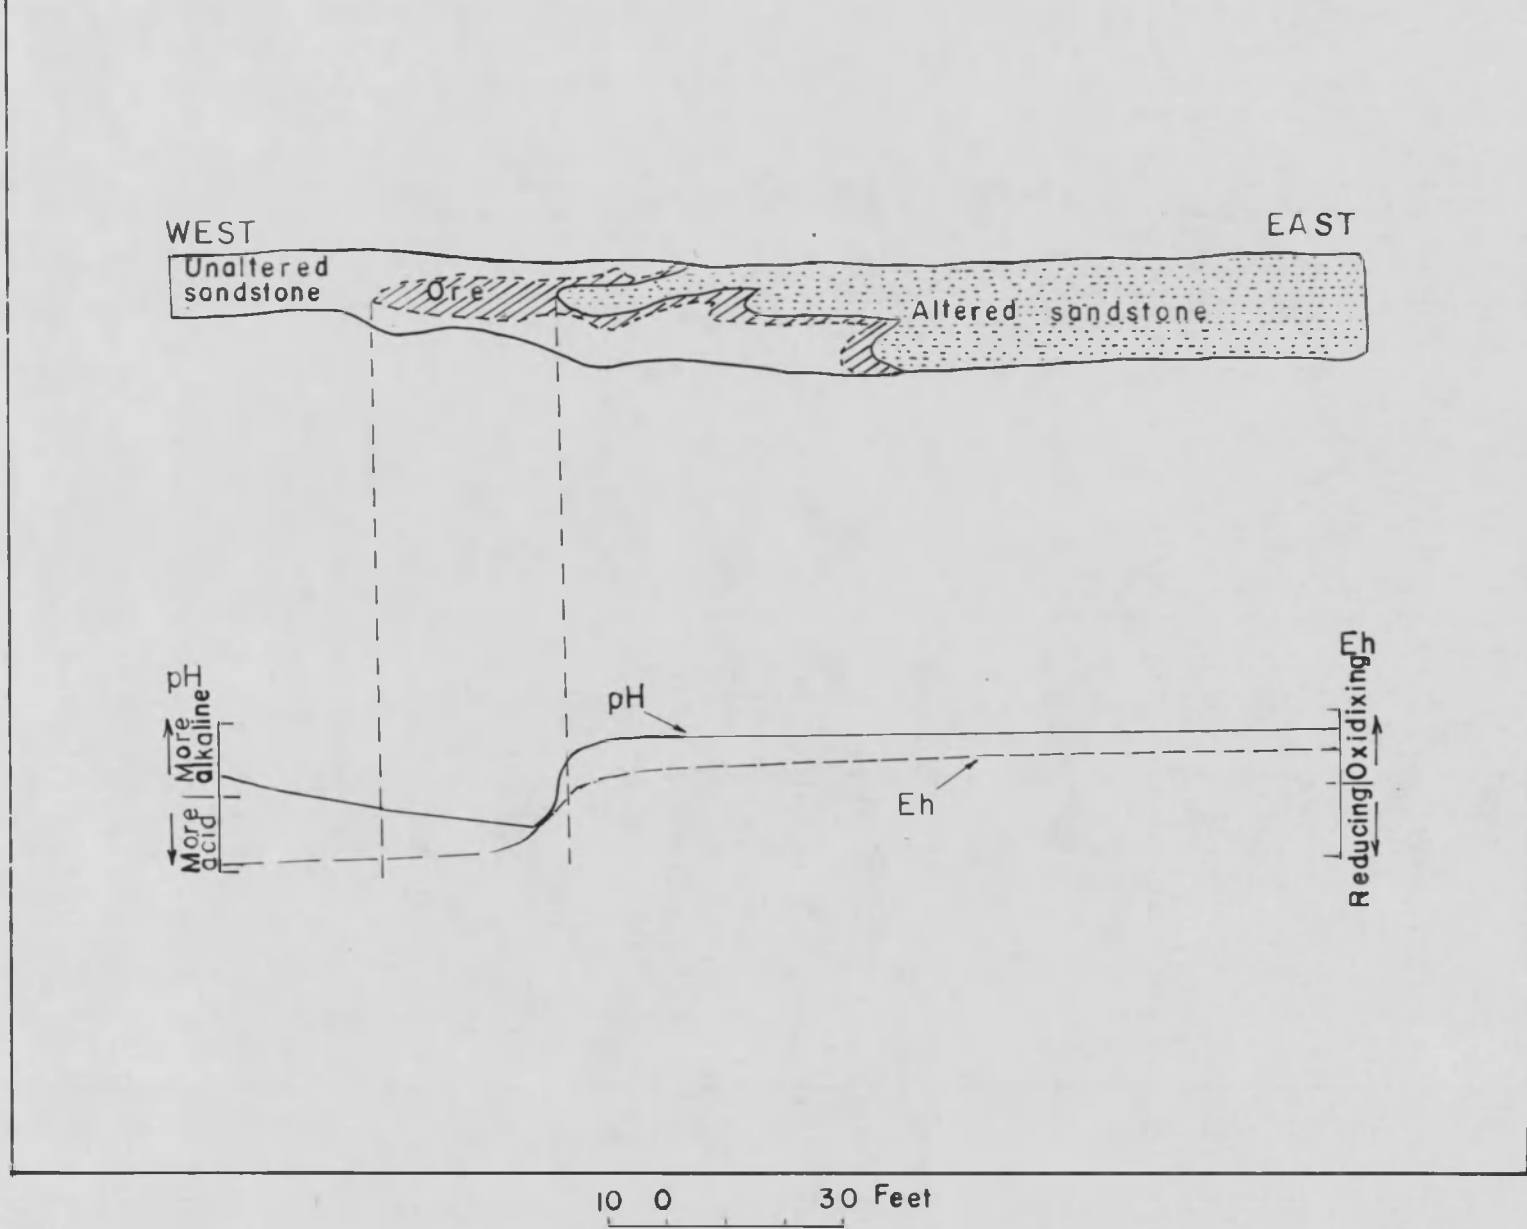 WEST
EAST
Unaltered
sandstone
Ore
Altered sandstone
pH
More
alkaline
More
acid
pH
Eh
Eh
Oxidixing
Reducing
10 0 30 Feet